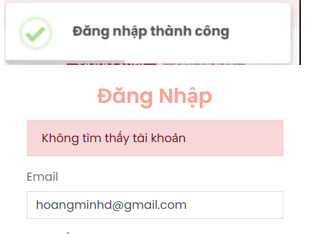 Đăng nhập thành công
Đăng Nhập
Không tìm thấy tài khoản
Email
hoangminhd@gmail.com